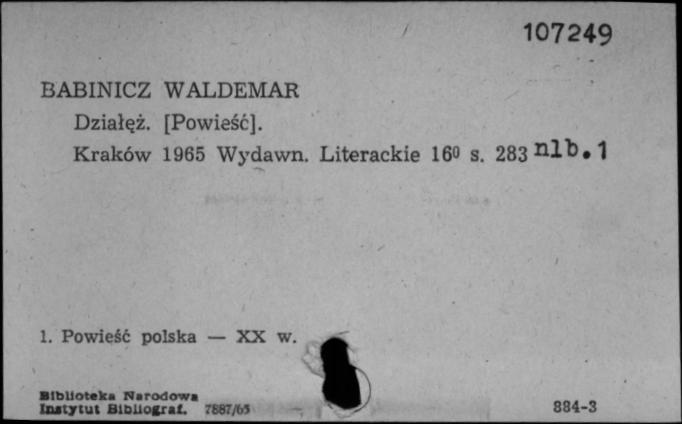 107249
BABINICZ WALDEMAR
Działęż. [Powieść].
Kraków 1965 Wydawn. Literackie 16⁰ s. 283 nlb. 1
1. Powieść polska — XX w.
Biblioteka Narodowa
Instytut Bibliograf. 7887/65
884-3